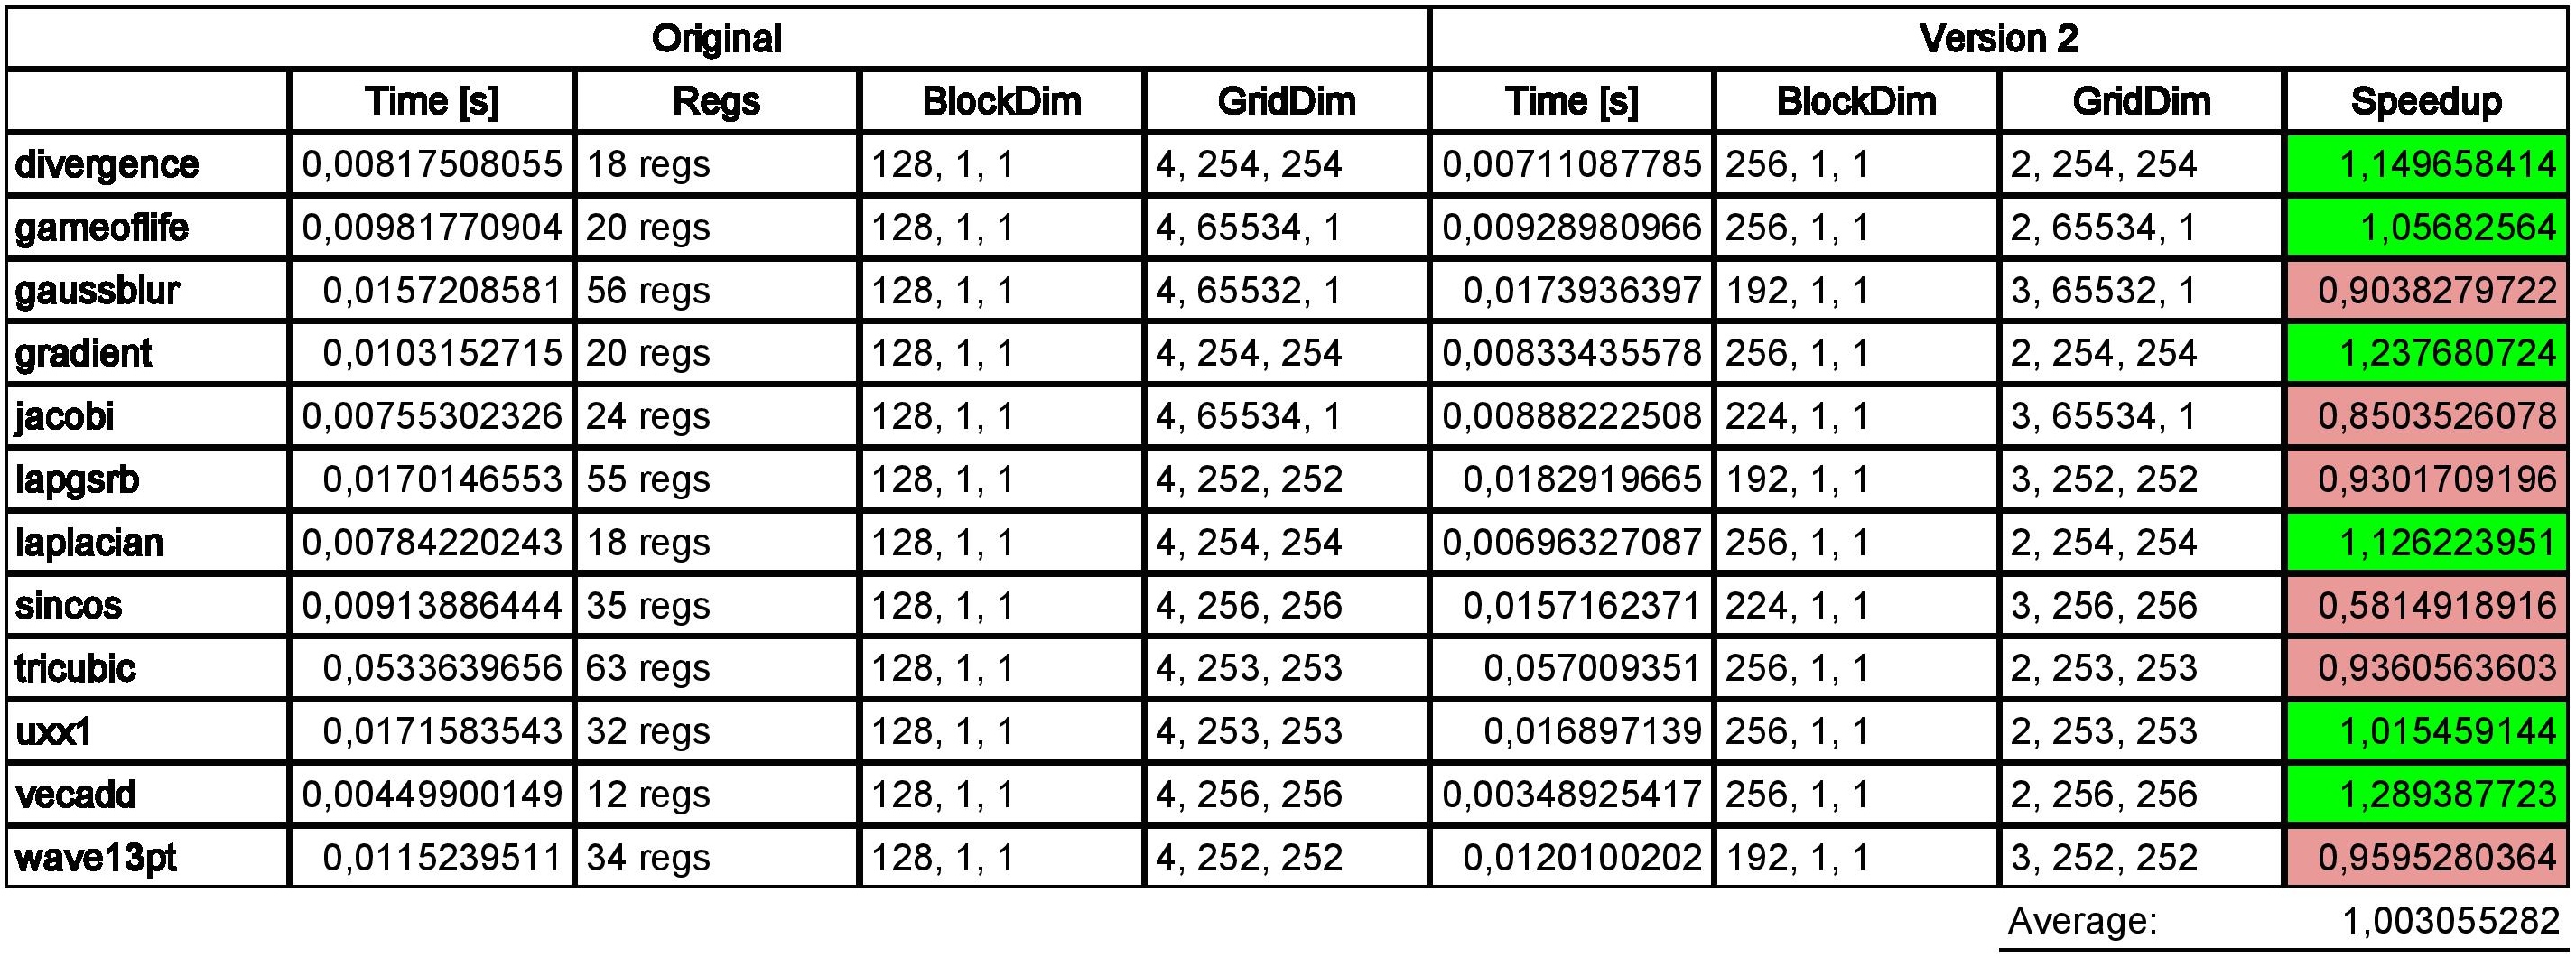 Original Version 2
Time [s] Regs BlockDim GridDim Time [s] BlockDim GridDim Speedup
divergence 0,00817508055 18 regs 128, 1, 1 4, 254, 254 0,00711087785 256, 1, 1 2, 254, 254 1,149658414
gameoflife 0,00981770904 20 regs 128, 1, 1 4, 65534, 1 0,00928980966 256, 1, 1 2, 65534, 1 1,05682564
gaussblur 0,0157208581 56 regs 128, 1, 1 4, 65532, 1 0,0173936397 192, 1, 1 3, 65532, 1 0,9038279722
gradient 0,0103152715 20 regs 128, 1, 1 4, 254, 254 0,00833435578 256, 1, 1 2, 254, 254 1,237680724
jacobi 0,00755302326 24 regs 128, 1, 1 4, 65534, 1 0,00888222508 224, 1, 1 3, 65534, 1 0,8503526078
lapgsrb 0,0170146553 55 regs 128, 1, 1 4, 252, 252 0,0182919665 192, 1, 1 3, 252, 252 0,9301709196
laplacian 0,00784220243 18 regs 128, 1, 1 4, 254, 254 0,00696327087 256, 1, 1 2, 254, 254 1,126223951
sincos 0,00913886444 35 regs 128, 1, 1 4, 256, 256 0,0157162371 224, 1, 1 3, 256, 256 0,5814918916
tricubic 0,0533639656 63 regs 128, 1, 1 4, 253, 253 0,057009351 256, 1, 1 2, 253, 253 0,9360563603
uxx1 0,0171583543 32 regs 128, 1, 1 4, 253, 253 0,016897139 256, 1, 1 2, 253, 253 1,015459144
vecadd 0,00449900149 12 regs 128, 1, 1 4, 256, 256 0,00348925417 256, 1, 1 2, 256, 256 1,289387723
wave13pt 0,0115239511 34 regs 128, 1, 1 4, 252, 252 0,0120100202 192, 1, 1 3, 252, 252 0,9595280364
Average: 1,003055282